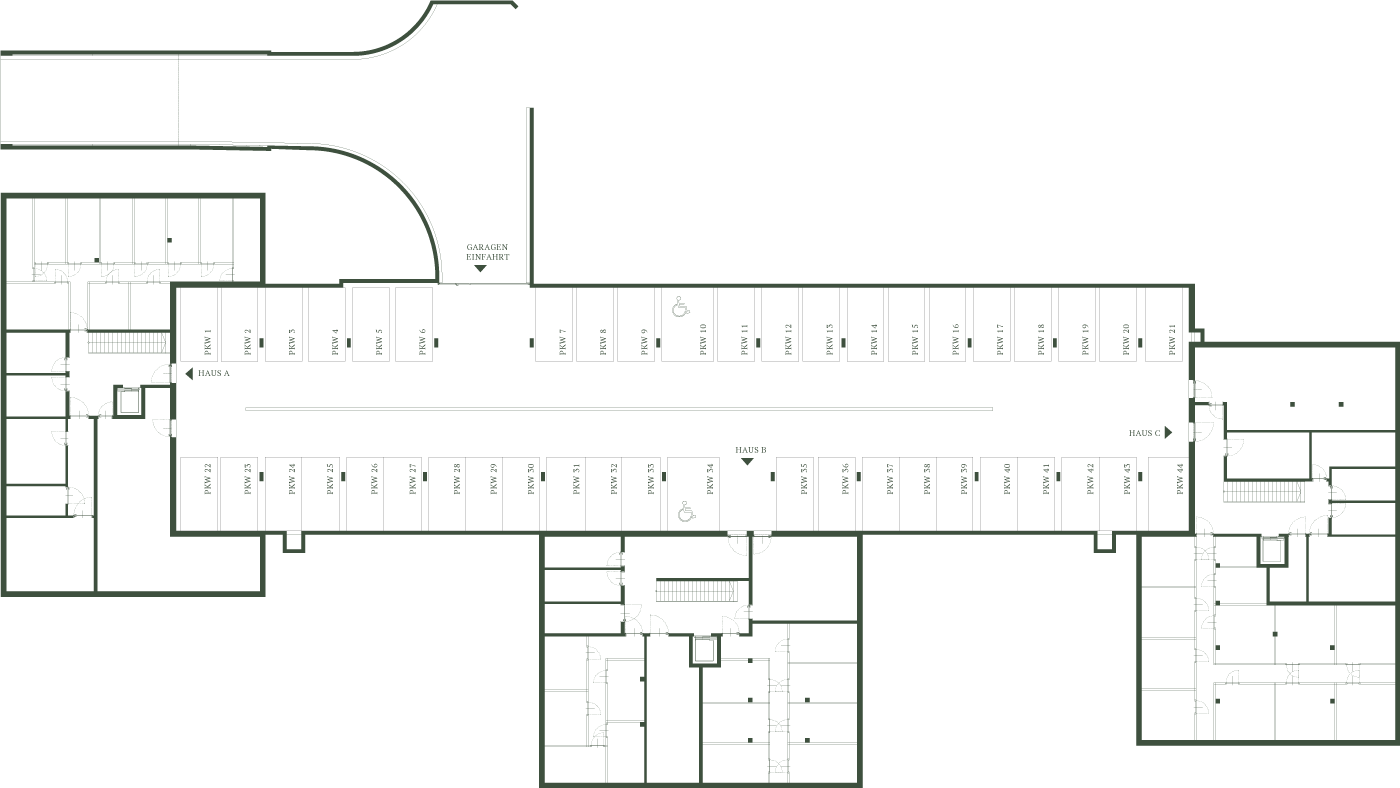 GARAGEN
EINFAHRT
PKW 1
PKW 2
PKW 3
PKW 4
PKW 5
PKW 6
PKW 7
PKW 8
PKW 9
PKW 10
PKW 11
PKW 12
PKW 13
PKW 14
PKW 15
PKW 16
PKW 17
PKW 18
PKW 19
PKW 20
PKW 21
HAUS A
HAUS C
HAUS B
PKW 22
PKW 23
PKW 24
PKW 25
PKW 26
PKW 27
PKW 28
PKW 29
PKW 30
PKW 31
PKW 32
PKW 33
PKW 34
PKW 35
PKW 36
PKW 37
PKW 38
PKW 39
PKW 40
PKW 41
PKW 42
PKW 43
PKW 44